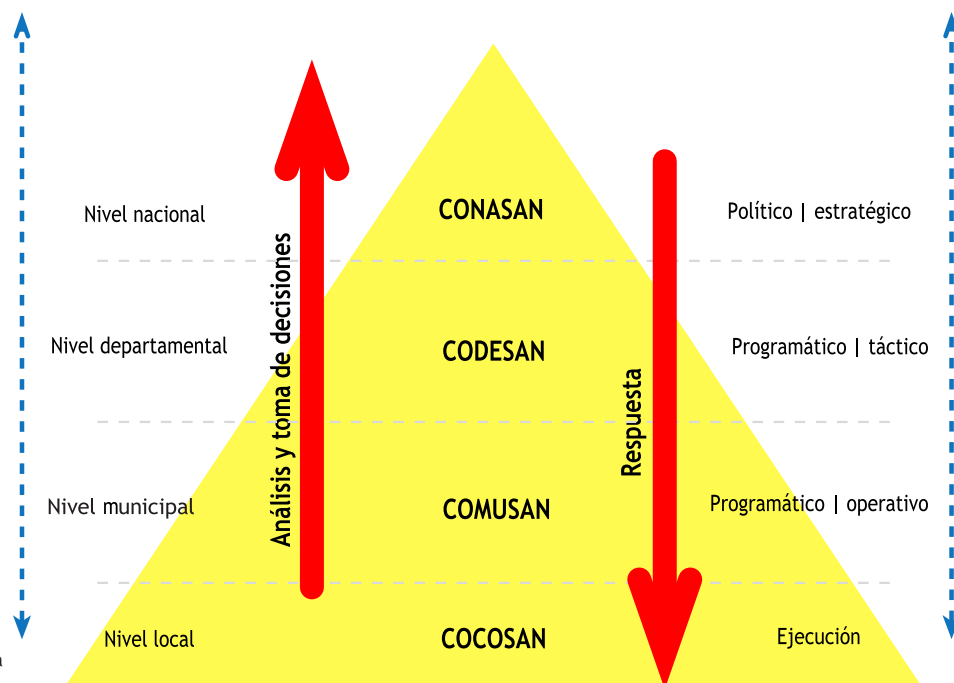 Nivel nacional
CONASAN
Político | estratégico
Análisis y toma de decisiones
Nivel departamental
CODESAN
Programático | táctico
Respuesta
Nivel municipal
COMUSAN
Programático | operativo
Nivel local
COCOSAN
Ejecución